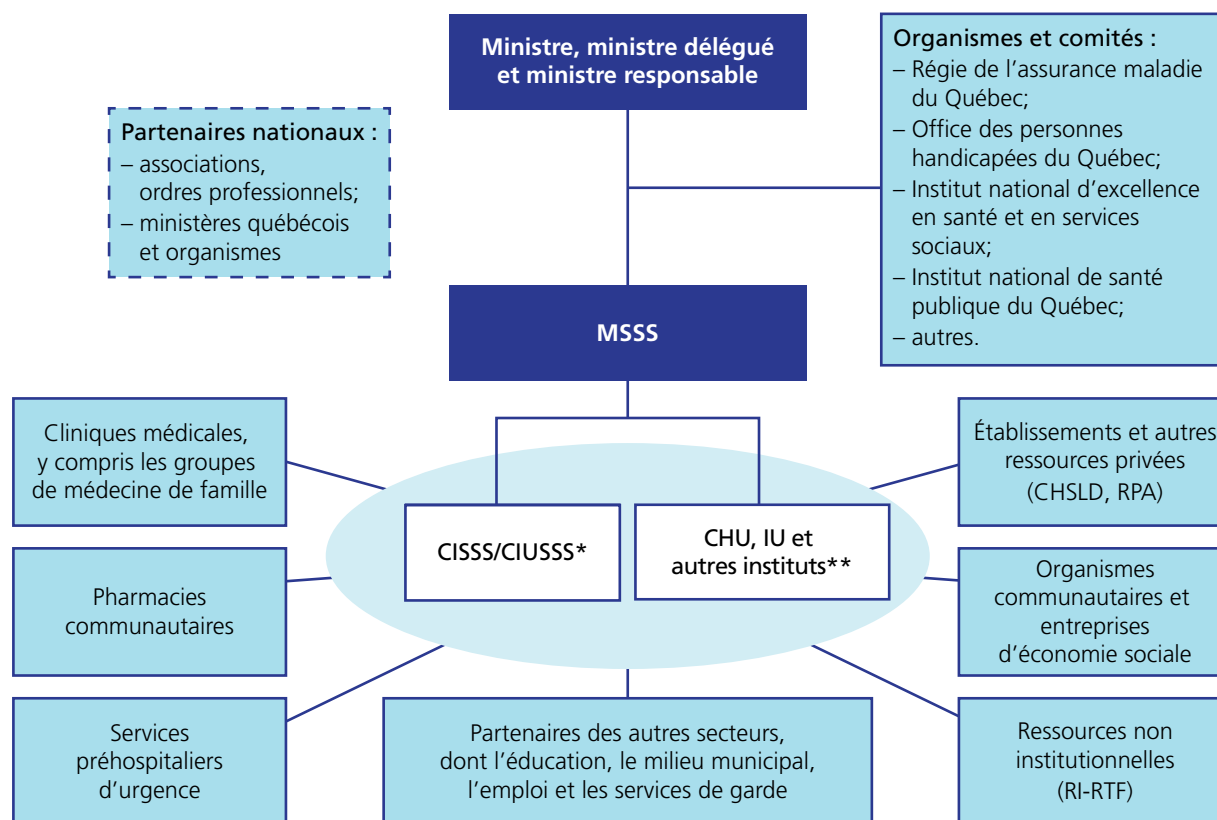 Ministre, ministre délégué
et ministre responsable
Organismes et comités :
– Régie de l’assurance maladie
du Québec;
– Office des personnes
handicapées du Québec;
– Institut national d’excellence
en santé et en services
sociaux;
– Institut national de santé
publique du Québec;
– autres.
Partenaires nationaux :
– associations,
ordres professionnels;
– ministères québécois
et organismes
MSSS
Cliniques médicales,
y compris les groupes
de médecine de famille
Établissements et autres
ressources privées
(CHSLD, RPA)
CISSS/CIUSSS*
CHU, IU et
autres instituts**
Pharmacies
communautaires
Organismes
communautaires et
entreprises
d’économie sociale
Services
préhospitaliers
d’urgence
Partenaires des autres secteurs,
dont l’éducation, le milieu municipal,
l’emploi et les services de garde
Ressources non
institutionnelles
(RI-RTF)